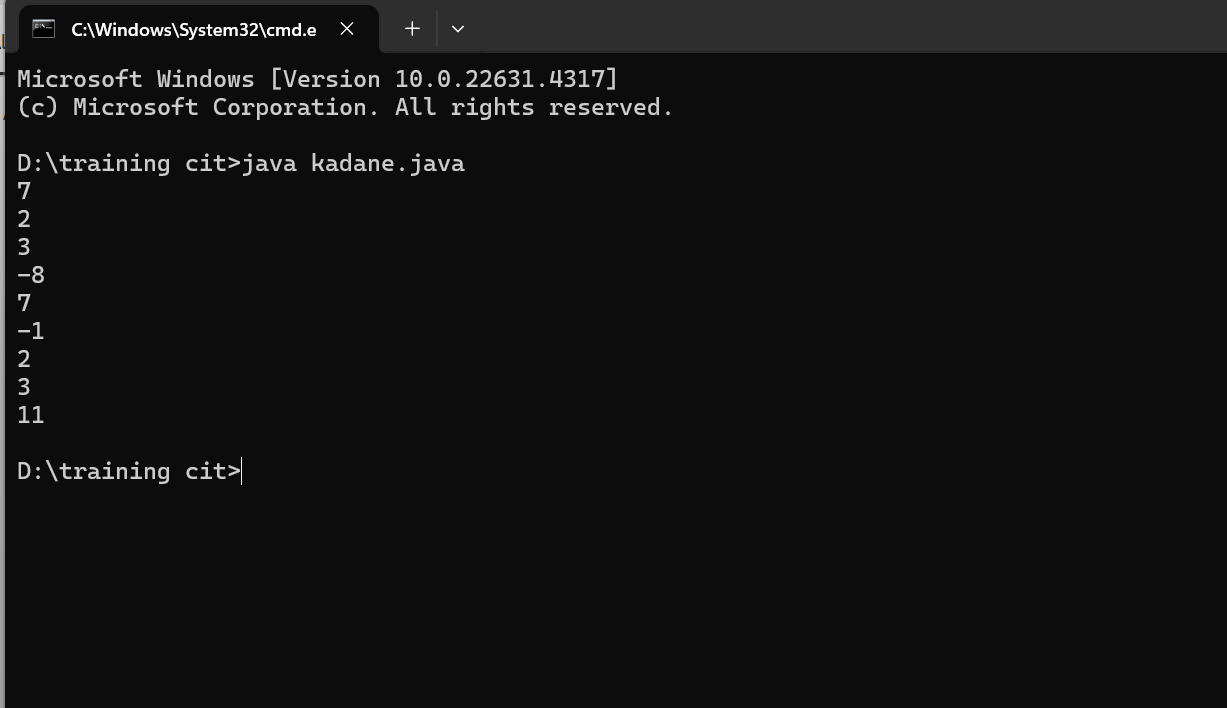 C:\Windows\System32\cmd.e
Microsoft Windows [Version 10.0.22631.4317]
(c) Microsoft Corporation. All rights reserved.
D:\training cit>java kadane.java
7
2
3
-8
7
-1
2
3
11
D:\training cit>